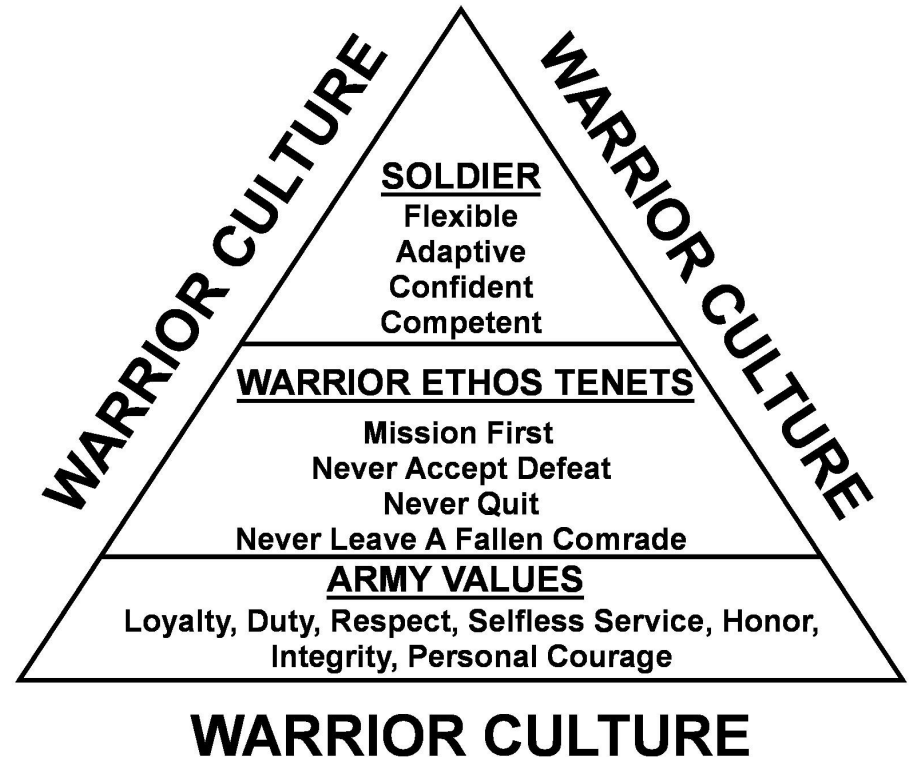 WARRIOR CULTURE
WARRIOR CULTURE
SOLDIER
Flexible
Adaptive
Confident
Competent
WARRIOR ETHOS TENETS
Mission First
Never Accept Defeat
Never Quit
Never Leave A Fallen Comrade
ARMY VALUES
Loyalty, Duty, Respect, Selfless Service, Honor,
Integrity, Personal Courage
WARRIOR CULTURE